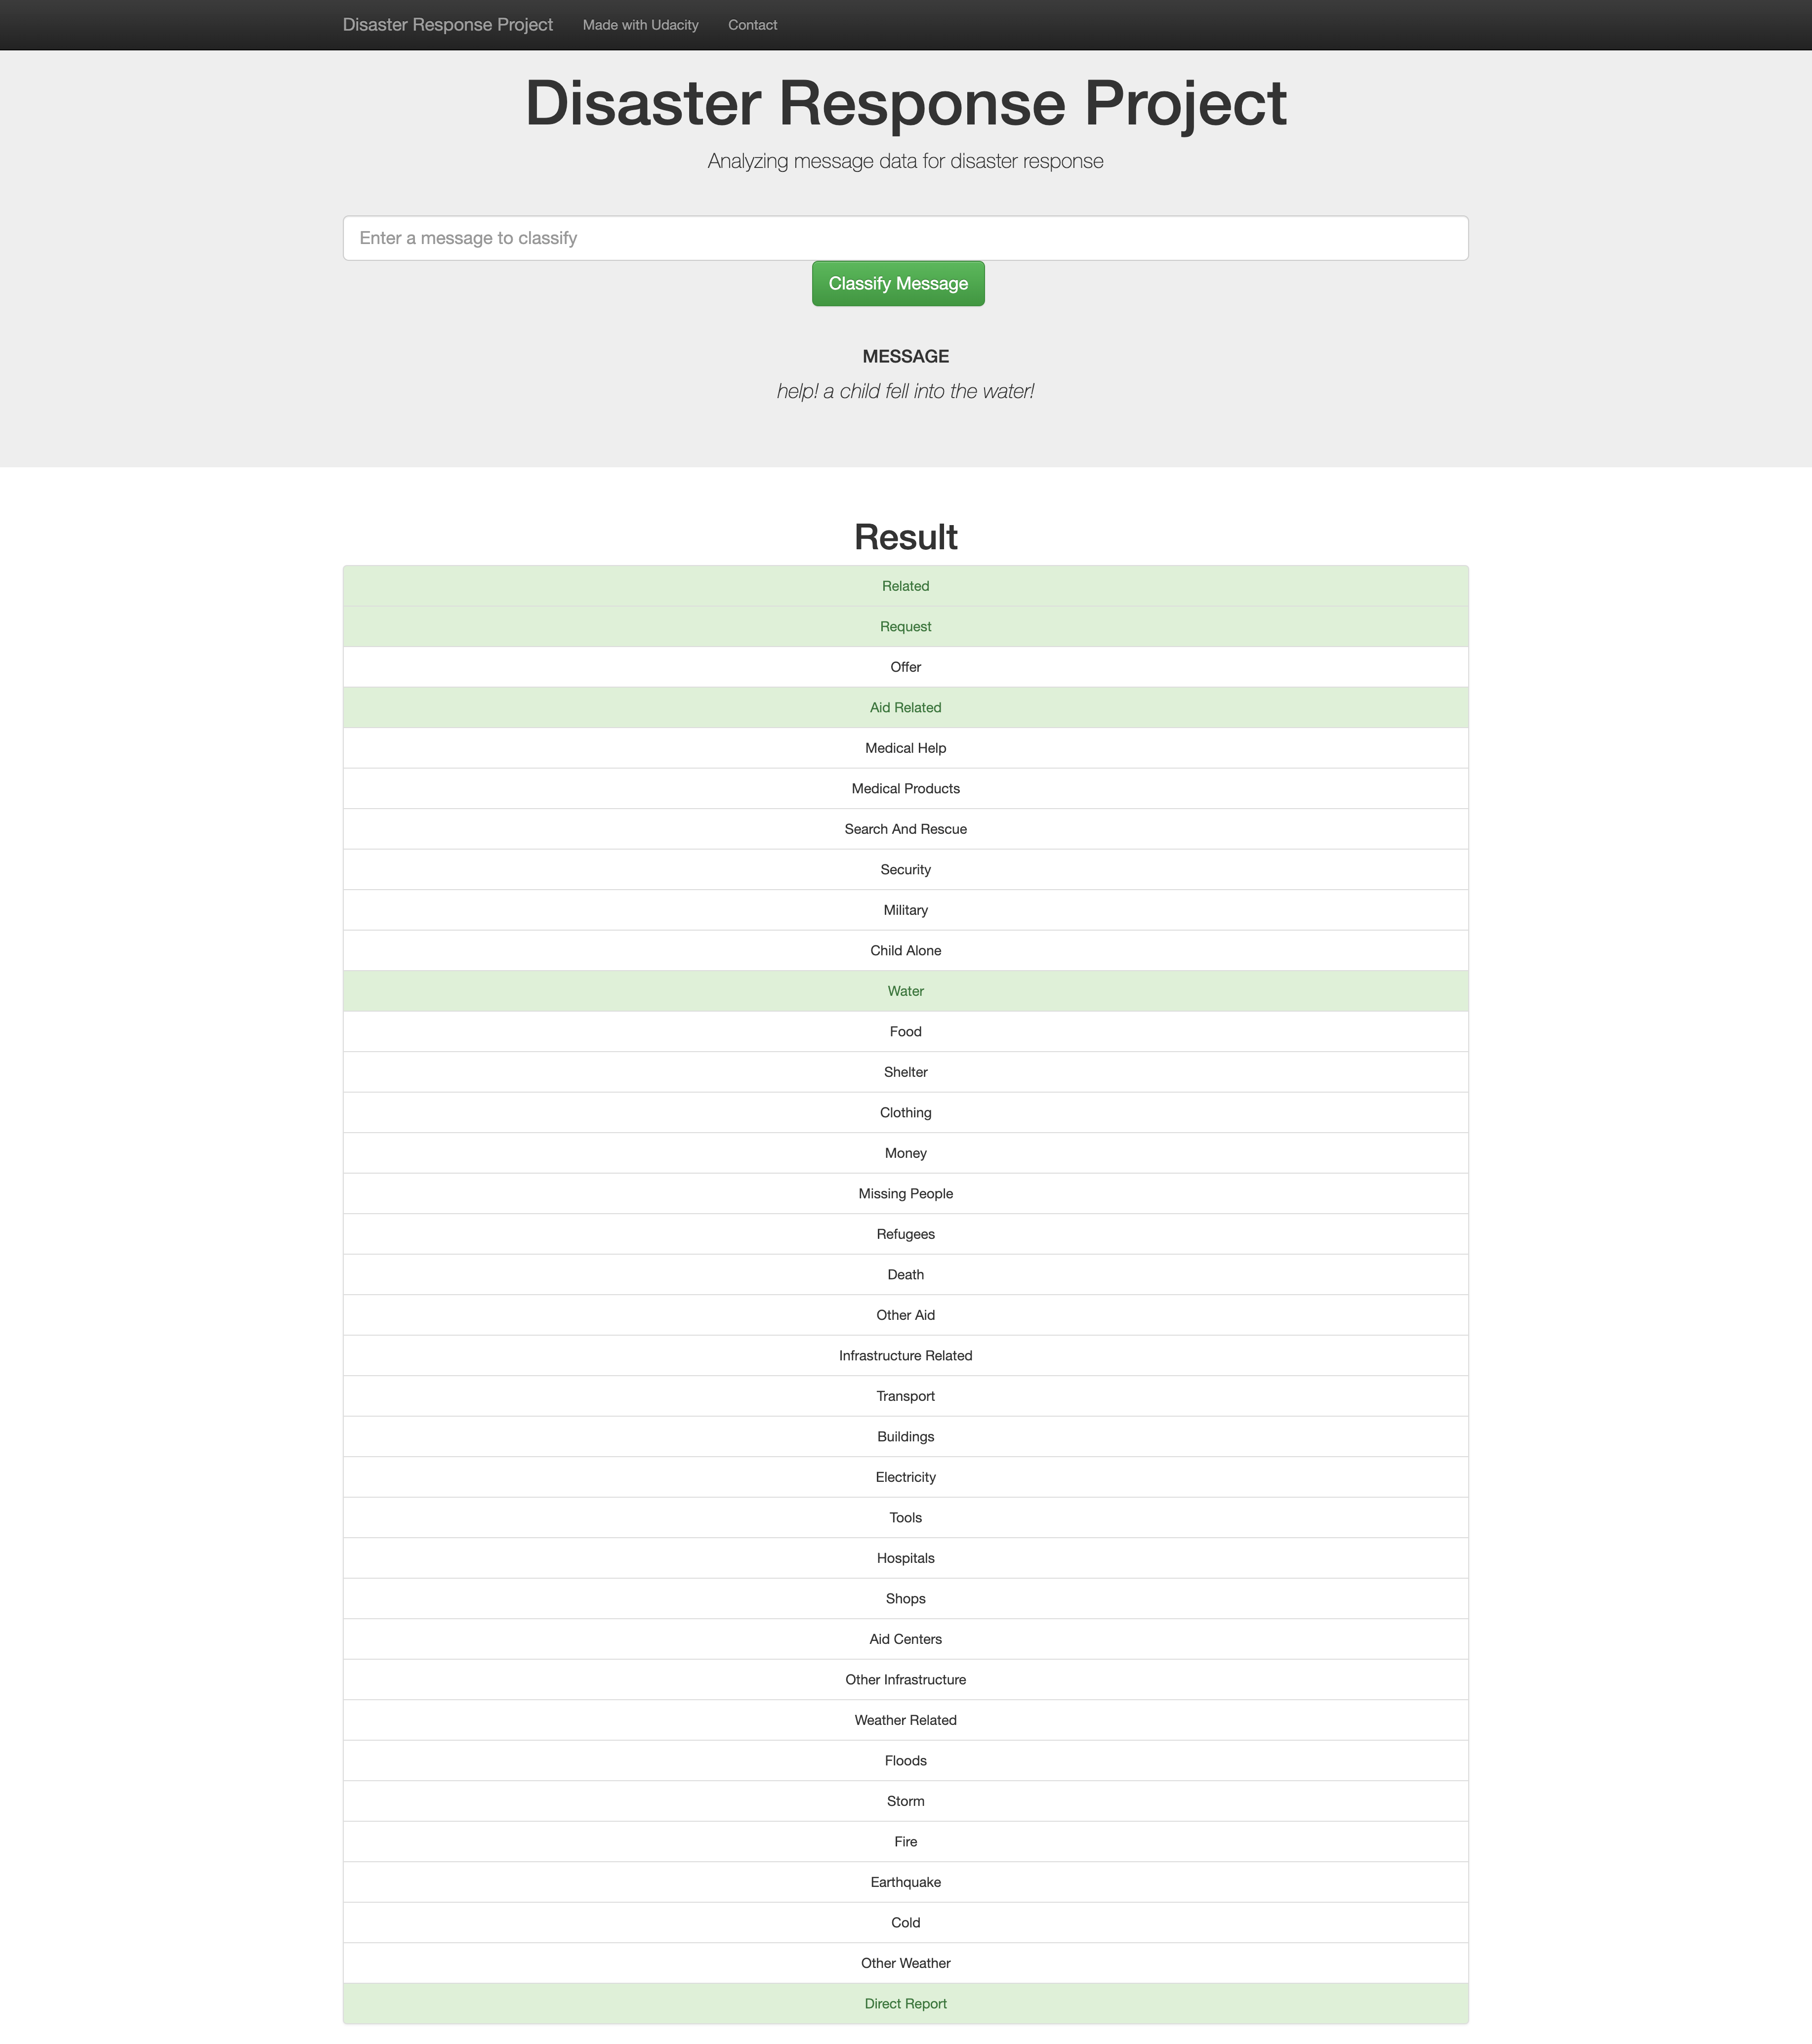 Disaster Response Project Made with Udacity Contact
Disaster Response Project
Analyzing message data for disaster response
Enter a message to classify
Classify Message
MESSAGE
help! a child fell into the water!
Result
Related
Request
Offer
Aid Related
Medical Help
Medical Products
Search And Rescue
Security
Military
Child Alone
Water
Food
Shelter
Clothing
Money
Missing People
Refugees
Death
Other Aid
Infrastructure Related
Transport
Buildings
Electricity
Tools
Hospitals
Shops
Aid Centers
Other Infrastructure
Weather Related
Floods
Storm
Fire
Earthquake
Cold
Other Weather
Direct Report